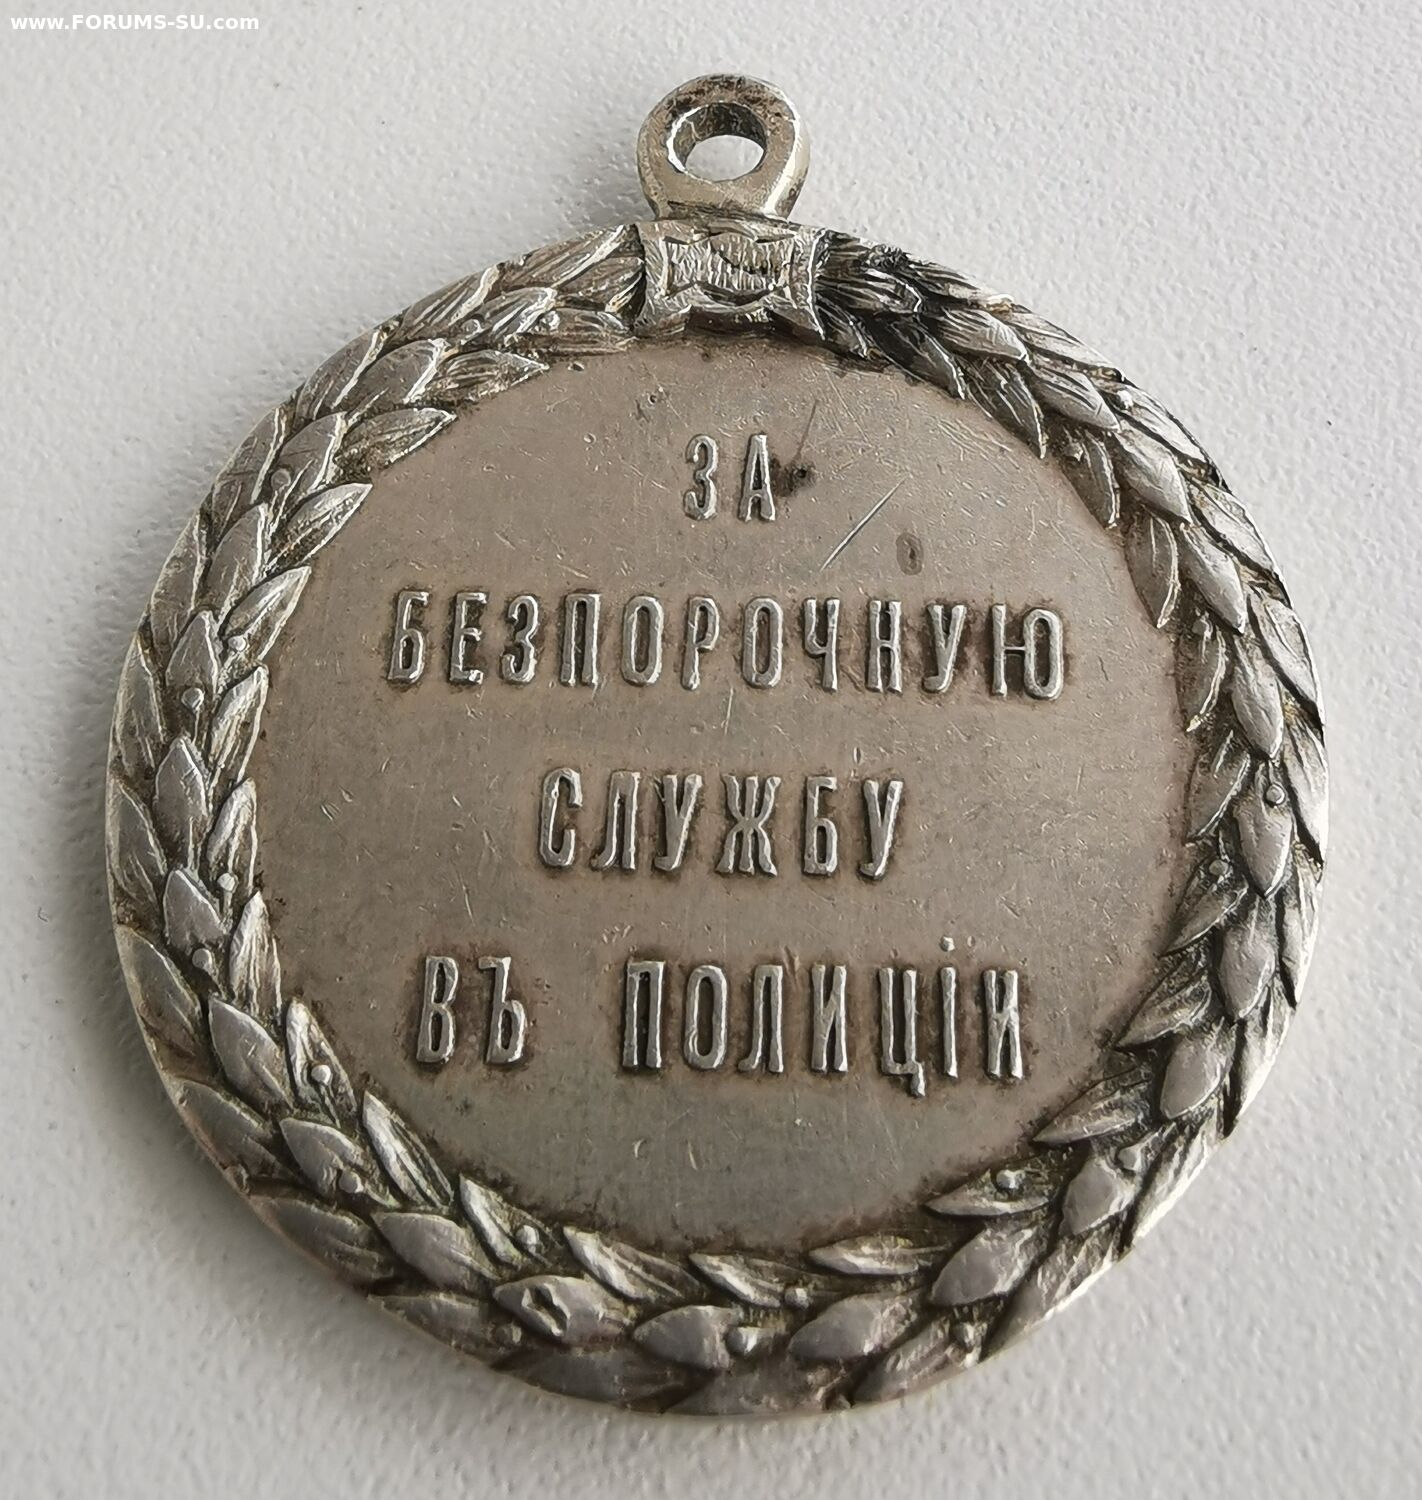 www.FORUMS-SU.com
ЗА
БЕЗПОРОЧНУЮ
СЛУЖБУ
ВЪ ПОЛИЦІИ